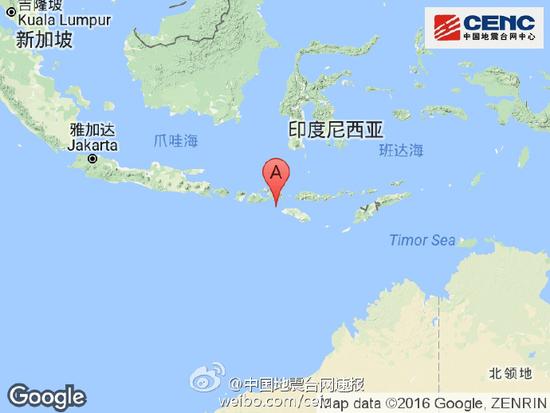 吉隆坡
Kuala Lumpur
新加坡
CENC
中国地震台网中心
雅加达
Jakarta
爪哇海
印度尼西亚
班达海
A
Timor Sea
北领地
@中国地震台网速报
weibo.com/cenc
Google
Map data ©2016 Google, ZENRIN